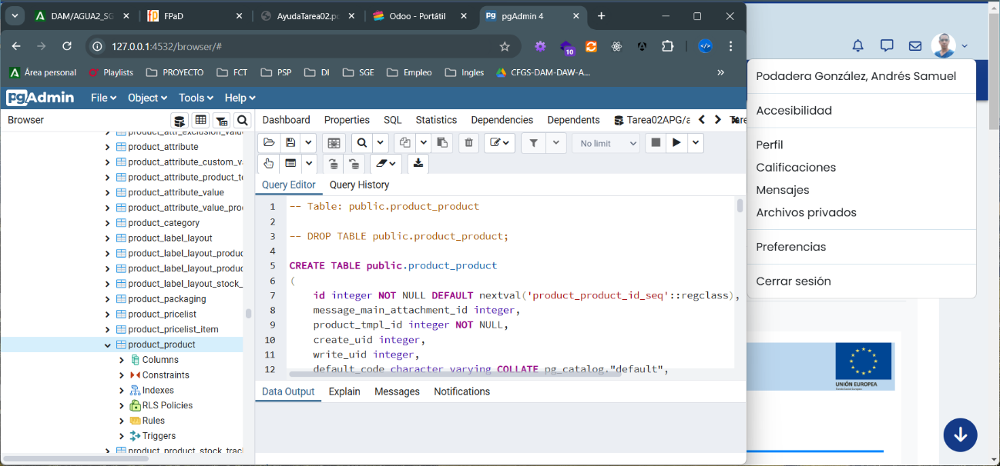 DAM/AGUA2_SG
FPaD
AyudaTarea02.pd
Odoo - Portátil
pgAdmin 4
127.0.0.1:4532/browser/#
10
Área personal
Playlists
PROYECTO
FCT
PSP
DI
SGE
Empleo
Ingles
CFGS-DAM-DAW-A...
pgAdmin
File
Object
Tools
Help
Browser
Dashboard
Properties
SQL
Statistics
Dependencies
Dependents
Tarea02APG/a
product_attr_exclusion_valu
product_attribute
product_attribute_custom_va
product_attribute_product_te
product_attribute_value
product_attribute_value_pro
product_category
product_label_layout
product_label_layout_produc
product_label_layout_produc
product_label_layout_stock_
product_packaging
product_pricelist
product_pricelist_item
product_product
Columns
Constraints
Indexes
RLS Policies
Rules
Triggers
product_product_stock_trac
No limit
Query Editor
Query History
1 -- Table: public.product_product
2
3 -- DROP TABLE public.product_product;
4
5 CREATE TABLE public.product_product
6 (
7 id integer NOT NULL DEFAULT nextval('product_product_id_seq'::regclass),
8 message_main_attachment_id integer,
9 product_tmpl_id integer NOT NULL,
10 create_uid integer,
11 write_uid integer,
12 default_code character varying COLLATE pg_catalog."default",
Data Output
Explain
Messages
Notifications
Podadera González, Andrés Samuel
Accesibilidad
Perfil
Calificaciones
Mensajes
Archivos privados
Preferencias
Cerrar sesión
UNIÓN EUROPEA